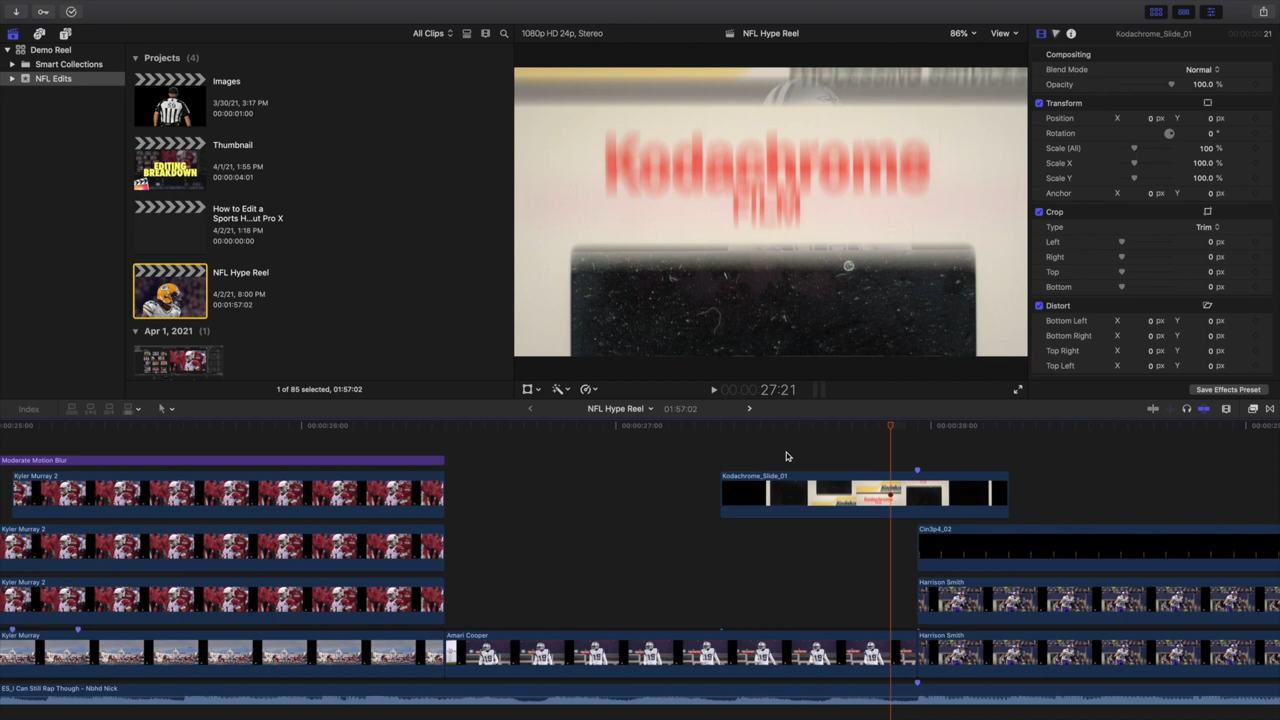 All Clips
1080p HD 24p, Stereo
NFL Hype Reel
86%
View
Kodachrome_Slide_01
00:00:00:21
Demo Reel
Smart Collections
NFL Edits
Projects (4)
Images
3/30/21, 3:17 PM
00:00:01:00
Thumbnail
4/1/21, 1:55 PM
00:00:04:01
EDITING
BREAKDOWN
How to Edit a
Sports H...ut Pro X
4/2/21, 1:18 PM
00:00:00:00
NFL Hype Reel
4/2/21, 8:00 PM
00:01:57:02
Apr 1, 2021 (1)
1 of 85 selected, 01:57:02
Kodachrome
FILM
00:00:00:27:21
Compositing
Blend Mode
Normal
Opacity
100.0 %
Transform
Position
X 0 px Y 0 px
Rotation
0 °
Scale (All)
100 %
Scale X
100.0 %
Scale Y
100.0 %
Anchor
X 0 px Y 0 px
Crop
Type
Trim
Left
0 px
Right
0 px
Top
0 px
Bottom
0 px
Distort
Bottom Left
X 0 px Y 0 px
Bottom Right
X 0 px Y 0 px
Top Right
X 0 px Y 0 px
Top Left
X 0 px Y 0 px
Save Effects Preset
Index
NFL Hype Reel
01:57:02
00:00:26:00
00:00:27:00
00:00:28:00
Moderate Motion Blur
Kyler Murray 2
Kodachrome_Slide_01
Kyler Murray 2
Cin3p4_02
Kyler Murray 2
Harrison Smith
Kyler Murray
Amari Cooper
Harrison Smith
ES_I Can Still Rap Though - Nbhd Nick